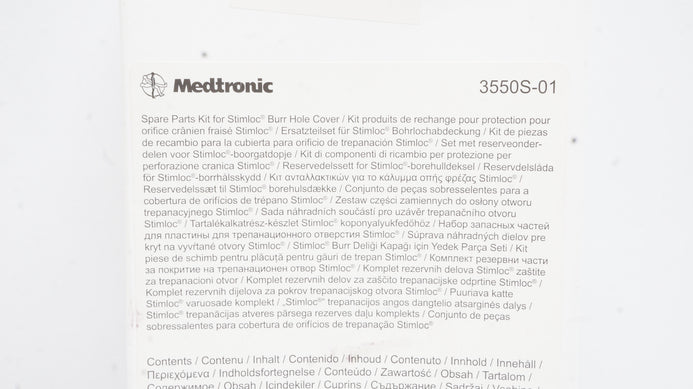 Medtronic
3550S-01
Spare Parts Kit for Stimloc® Burr Hole Cover / Kit produits de rechange pour protection pour
orifice crânien fraisé Stimloc® / Ersatzteilset für Stimloc® Bohrlochabdeckung / Kit de piezas
de recambio para la cubierta para orificio de trepanación Stimloc® / Set met reserveonder-
delen voor Stimloc®-boorgatdopje / Kit di componenti di ricambio per protezione per
perforazione cranica Stimloc® / Reservedelssett for Stimloc®-borehulldeksel / Reservdelslåda
för Stimloc®-borrhålsskydd / Κιτ ανταλλακτικών για το κάλυμμα οπής φρέζας Stimloc® /
Reservedelssæt til Stimloc® borehulsdække / Conjunto de peças sobresselentes para a
cobertura de orifícios de trépano Stimloc® / Zestaw części zamiennych do osłony otworu
trepanacyjnego Stimloc® / Sada náhradních součástí pro uzávěr trepanačního otvoru
Stimloc® / Tartalékalkatrész-készlet Stimloc® koponyalyukfedőhöz / Набор запасных частей
для пластины для трепанационного отверстия Stimloc® / Súprava náhradných dielov pre
kryt na vyvŕtané otvory Stimloc® / Stimloc® Burr Deliği Kapağı için Yedek Parça Seti / Kit
piese de schimb pentru plăcuță pentru găuri de trepan Stimloc® / Комплект резервни части
за покритие на трепанационен отвор Stimloc® / Komplet rezervnih delova Stimloc® zaštite
za trepanacioni otvor / Komplet rezervnih delov za zaščito trepanacijske odprtine Stimloc® /
Komplet rezervnih dijelova za pokrov trepanacijskog otvora Stimloc® / Puuriava katte
Stimloc® varuosade komplekt / „Stimloc®“ trepanacijos angos dangtelio atsarginės dalys /
Stimloc® trepanācijas atveres pārsega rezerves daļu komplekts / Conjunto de peças
sobressalentes para cobertura de orifícios de trepanação Stimloc®
Contents / Contenu / Inhalt / Contenido / Inhoud / Contenuto / Innhold / Innehåll /
Περιεχόμενα / Indholdsfortegnelse / Conteúdo / Zawartość / Obsah / Tartalom /
Содержимое / Obsah / İçindekiler / Cuprins / Съдържание / Sadržaj / Vsebina /